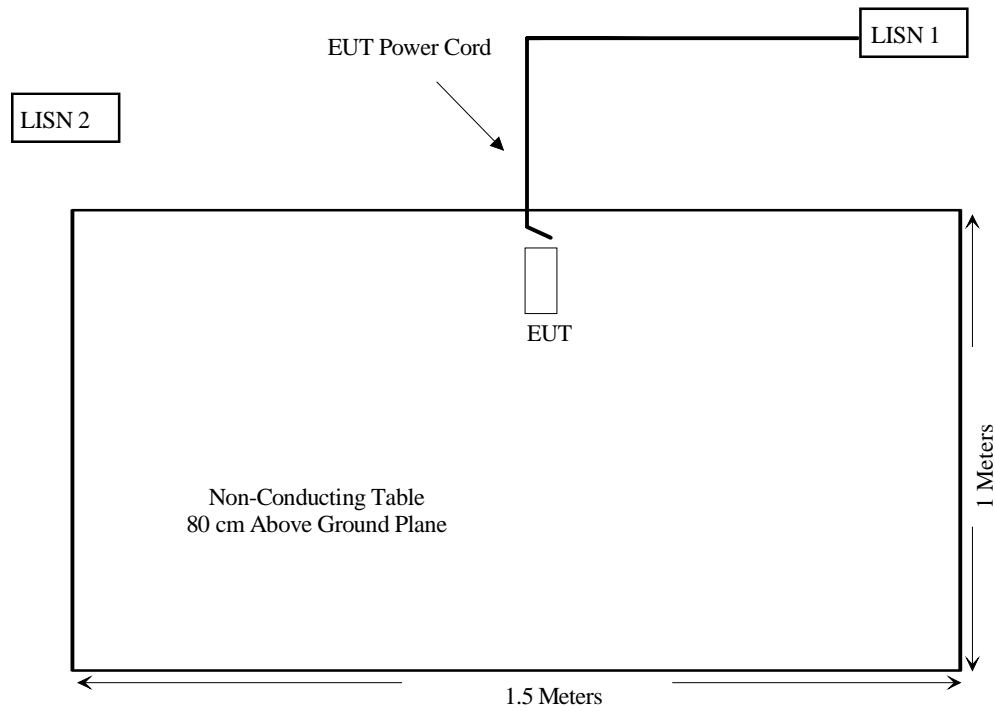 LISN 1
EUT Power Cord
LISN 2
EUT
1 Meters
Non-Conducting Table
80 cm Above Ground Plane
1.5 Meters